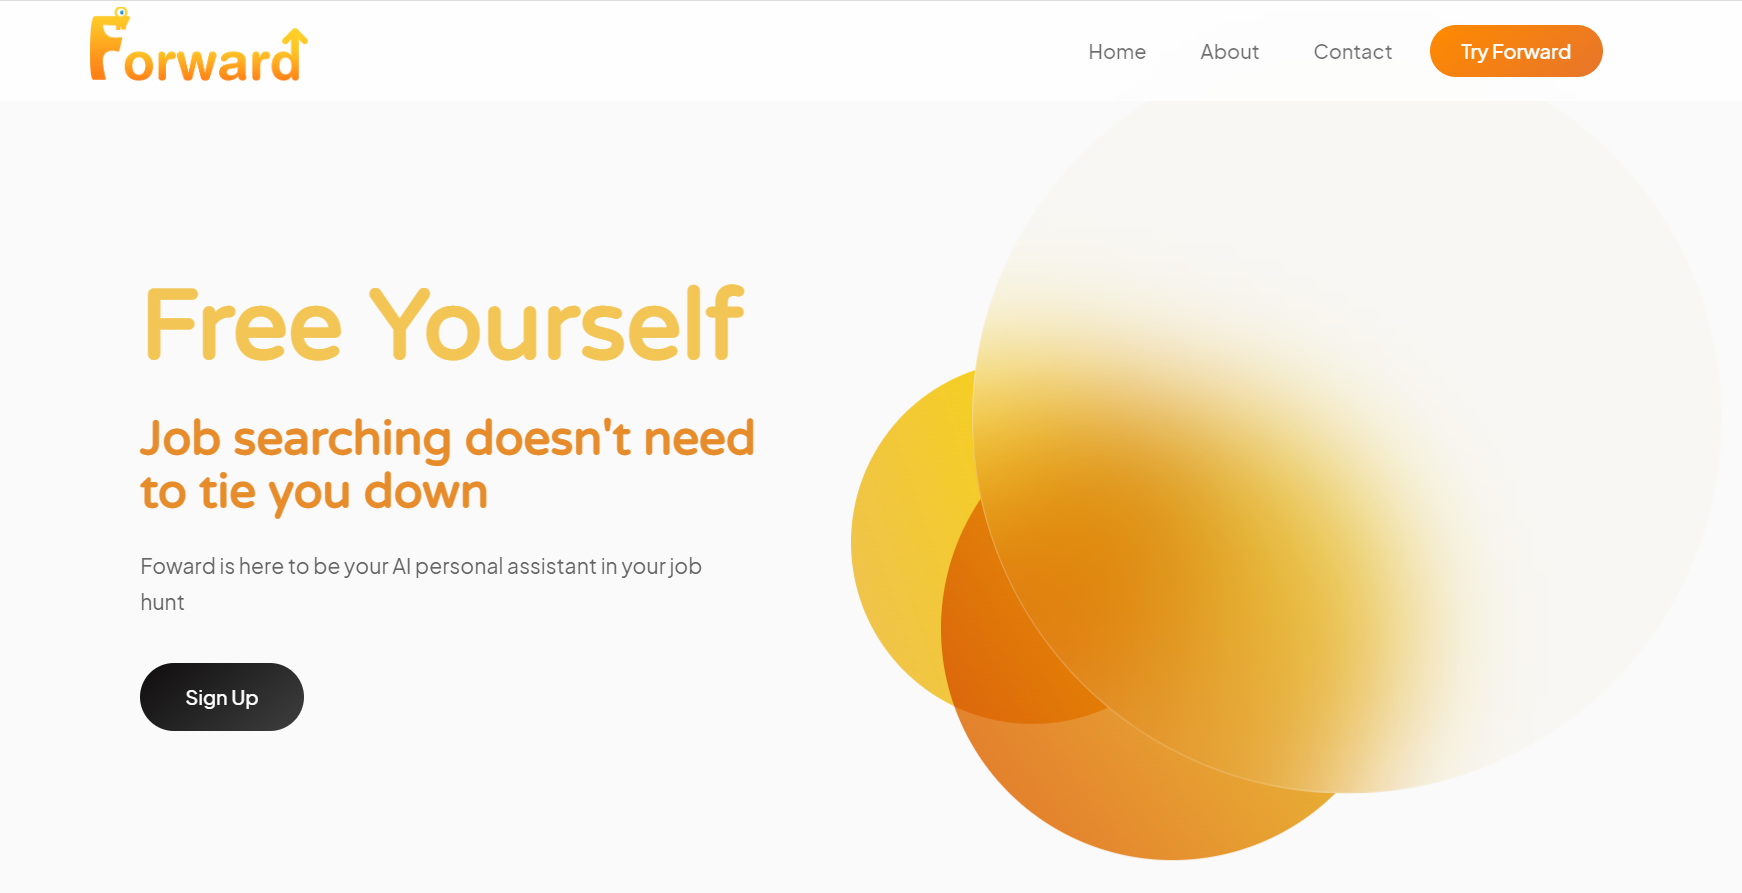 Forward
Home
About
Contact
Try Forward
Free Yourself
Job searching doesn't need
to tie you down
Foward is here to be your AI personal assistant in your job
hunt
Sign Up